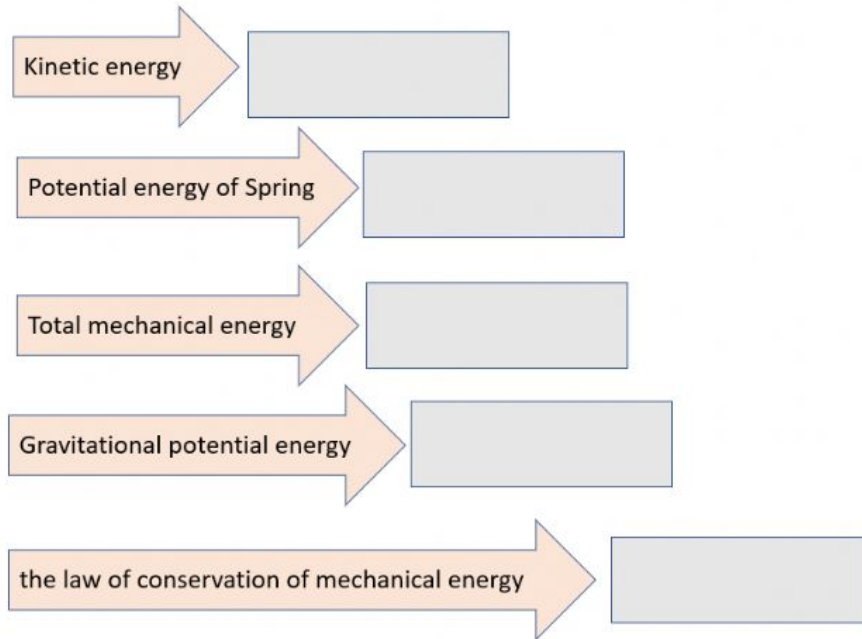 Kinetic energy
Potential energy of Spring
Total mechanical energy
Gravitational potential energy
the law of conservation of mechanical energy